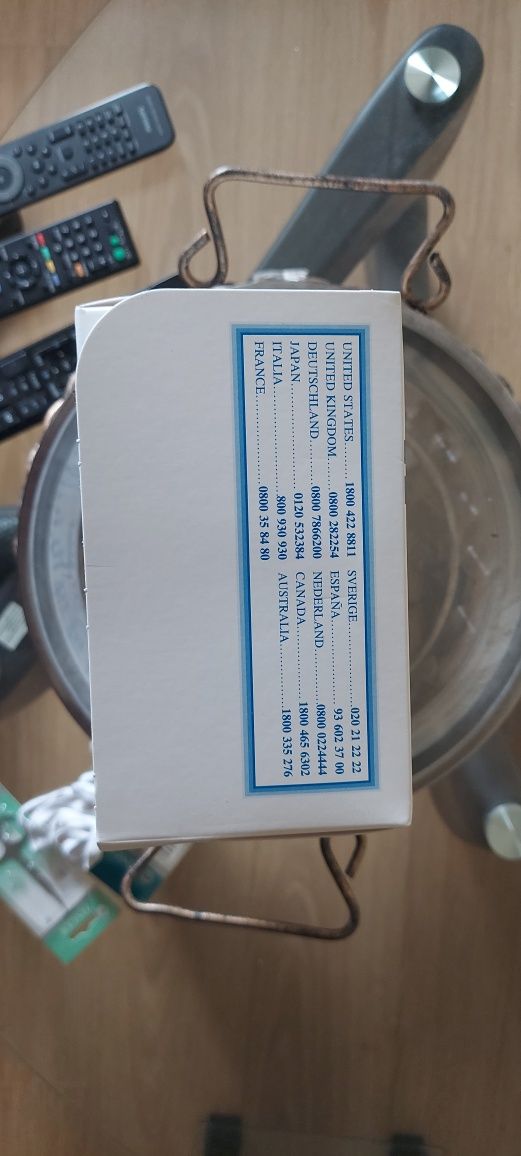 UNITED STATES ...... 1800 422 8811 SVERIGE .................. 020 21 22 22
UNITED KINGDOM ..... 0800 282254 ESPAÑA .................. 93 602 37 00
DEUTSCHLAND ........ 0800 7866200 NEDERLAND ............. 0800 0224444
JAPAN .................. 0120 532384 CANADA ............... 1800 465 6302
ITALIA .................. 800 930 930 AUSTRALIA ............ 1800 335 276
FRANCE .................. 0800 35 84 80